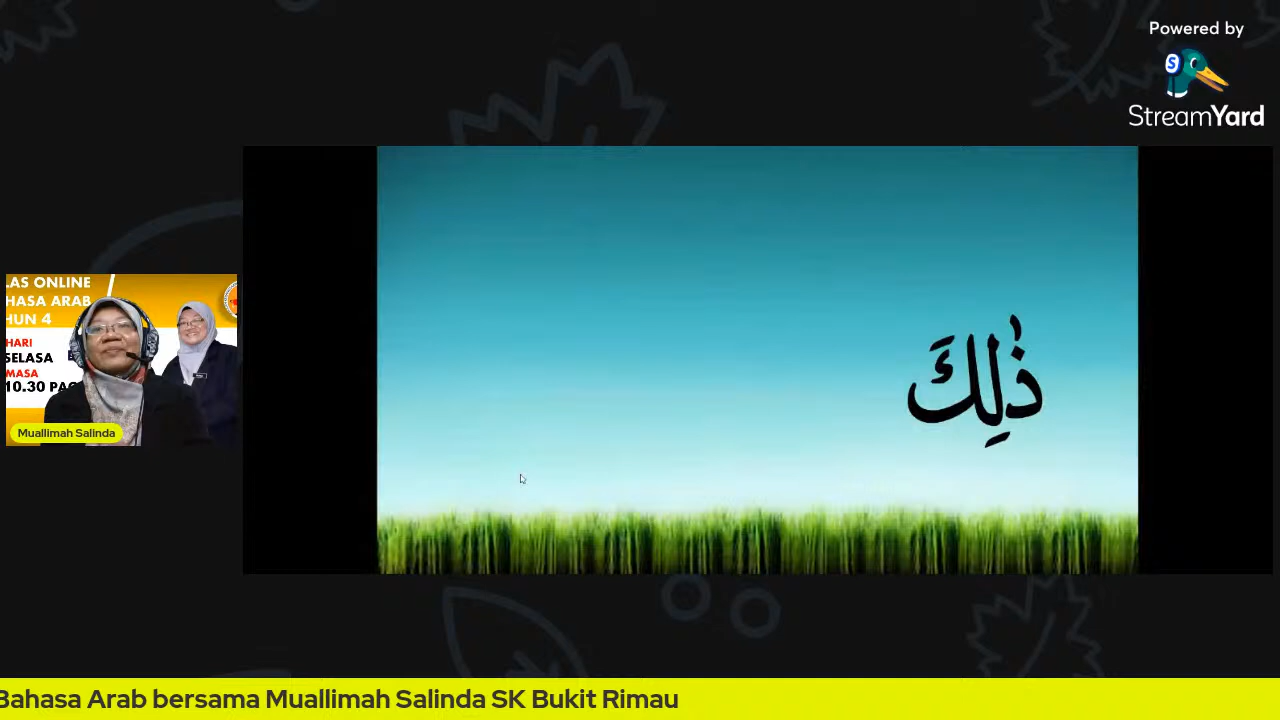 Powered by
S
StreamYard
LAS ONLINE
HASA ARAB
HUN 4
HARI
SELASA
MASA
10.30 PAG
Muallimah Salinda
ذٰلِكَ
Bahasa Arab bersama Muallimah Salinda SK Bukit Rimau